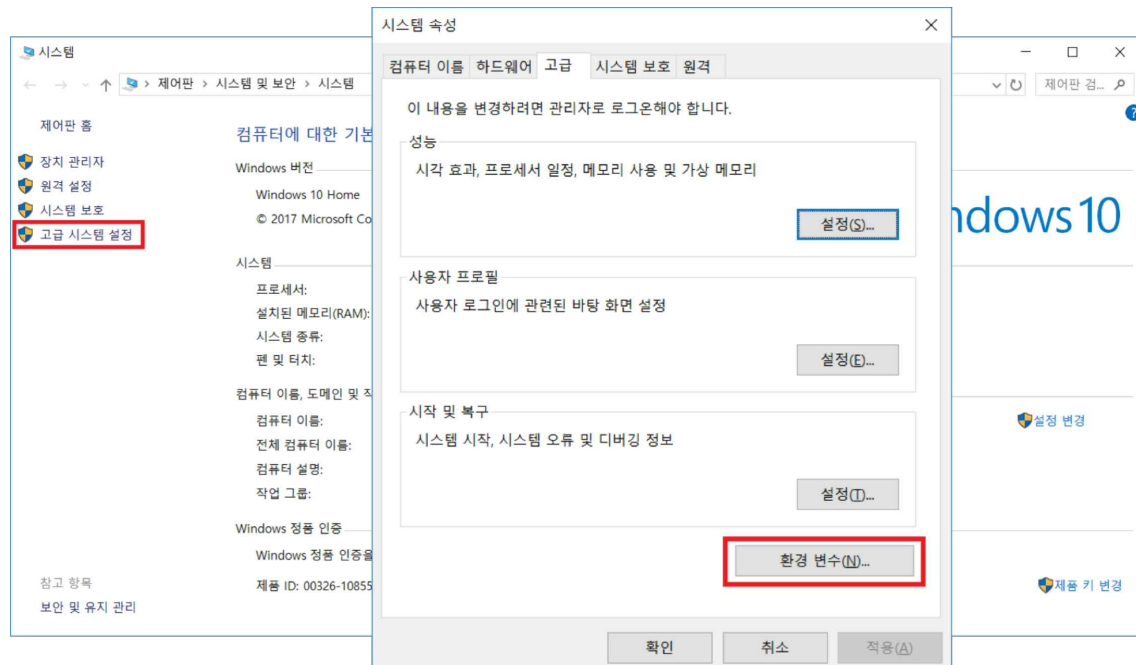 시스템
제어판 › 시스템 및 보안 › 시스템
제어판 검...
제어판 홈
장치 관리자
원격 설정
시스템 보호
고급 시스템 설정
참고 항목
보안 및 유지 관리
컴퓨터에 대한 기본
Windows 버전
Windows 10 Home
© 2017 Microsoft Co
시스템
프로세서:
설치된 메모리(RAM):
시스템 종류:
펜 및 터치:
컴퓨터 이름, 도메인 및
컴퓨터 이름:
전체 컴퓨터 이름:
컴퓨터 설명:
작업 그룹:
Windows 정품 인증
Windows 정품 인증을
제품 ID: 00326-10855
시스템 속성
컴퓨터 이름 하드웨어 고급 시스템 보호 원격
이 내용을 변경하려면 관리자로 로그온해야 합니다.
성능
시각 효과, 프로세서 일정, 메모리 사용 및 가상 메모리
설정(S)...
사용자 프로필
사용자 로그인에 관련된 바탕 화면 설정
설정(E)...
시작 및 복구
시스템 시작, 시스템 오류 및 디버깅 정보
설정(T)...
환경 변수(N)...
확인 취소 적용(A)
ndows 10
설정 변경
제품 키 변경